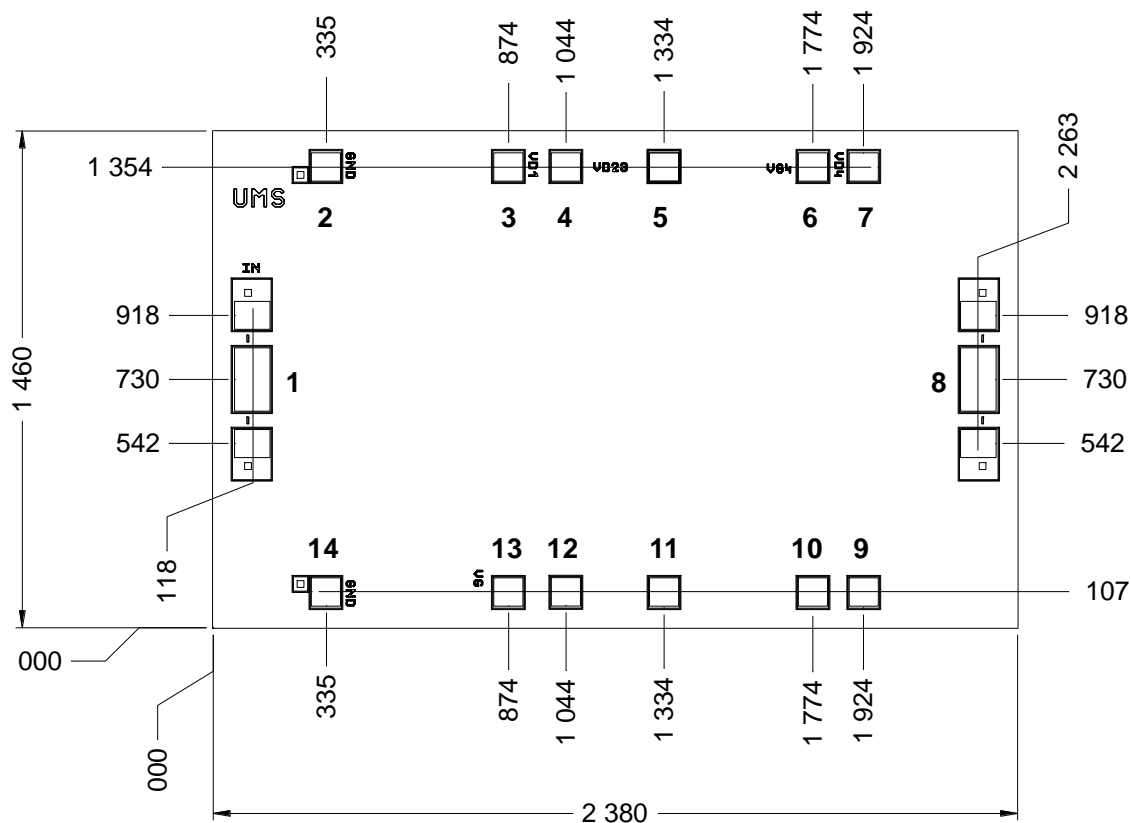 335 874 1 044 1 334 1 774 1 924
1 354 GND VD1 VD23 VG4 VD4 2 263
UMS 2 3 4 5 6 7
IN
918 918
1 460 730 1 8 730
542 542
118 14 13 12 11 10 9
GND VG 107
000
000 335 874 1 044 1 334 1 774 1 924
2 380